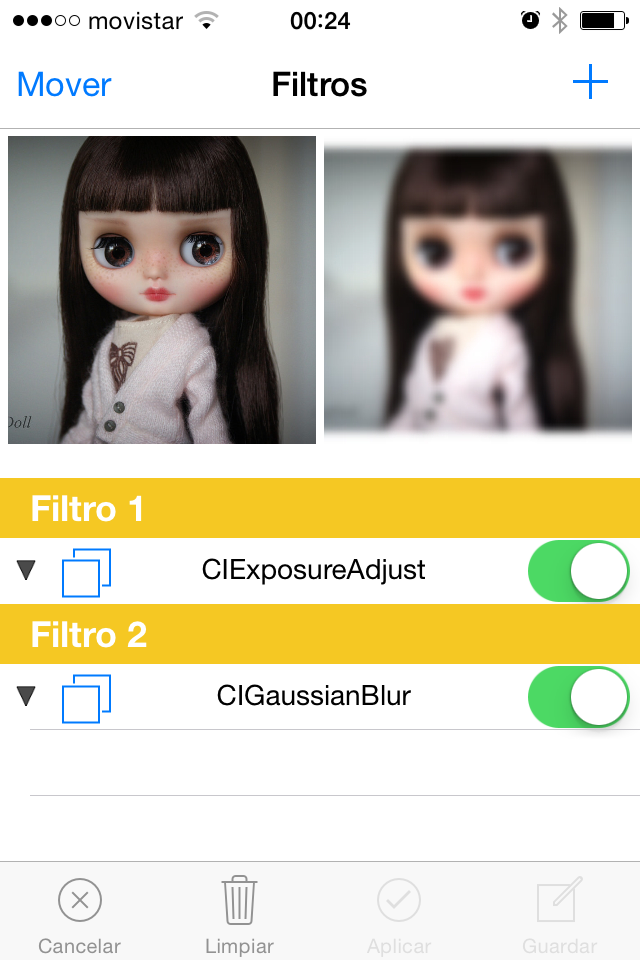 movistar 00:24
Mover Filtros
Doll
Filtro 1
CIExposureAdjust
Filtro 2
CIGaussianBlur
Cancelar Limpiar Aplicar Guardar